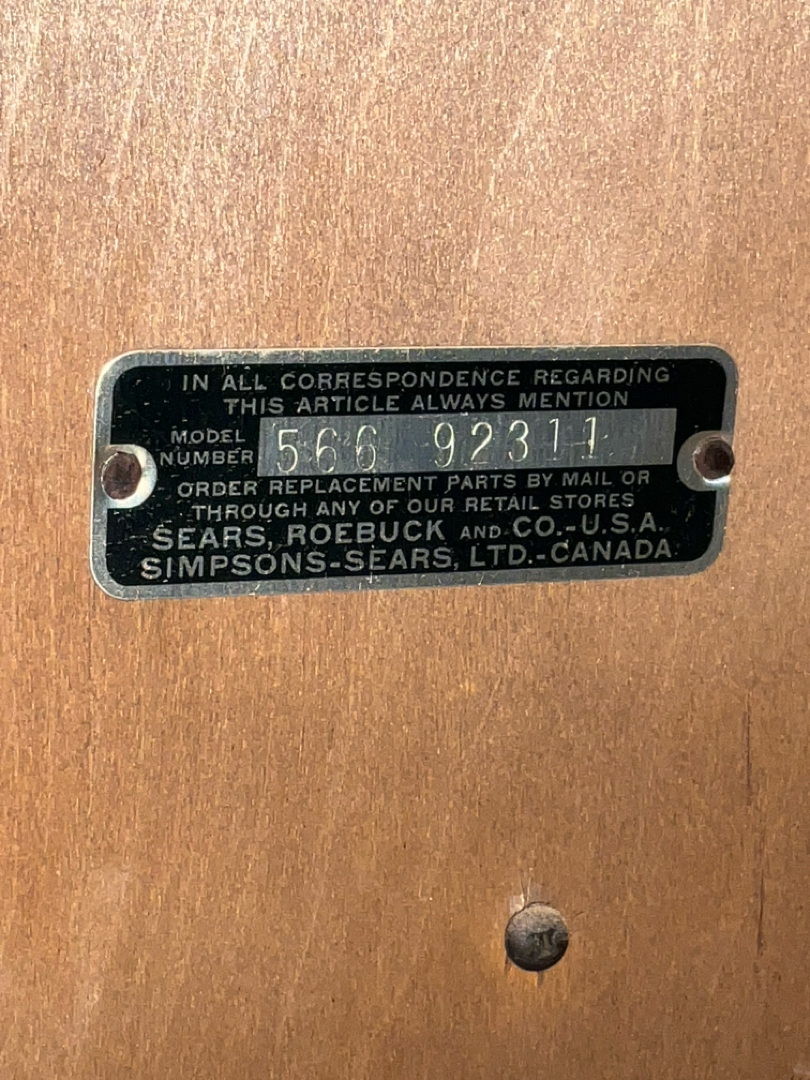 IN ALL CORRESPONDENCE REGARDING
THIS ARTICLE ALWAYS MENTION
MODEL NUMBER 566 92311
ORDER REPLACEMENT PARTS BY MAIL OR
THROUGH ANY OF OUR RETAIL STORES
SEARS, ROEBUCK AND CO.-U.S.A.
SIMPSONS-SEARS, LTD.-CANADA